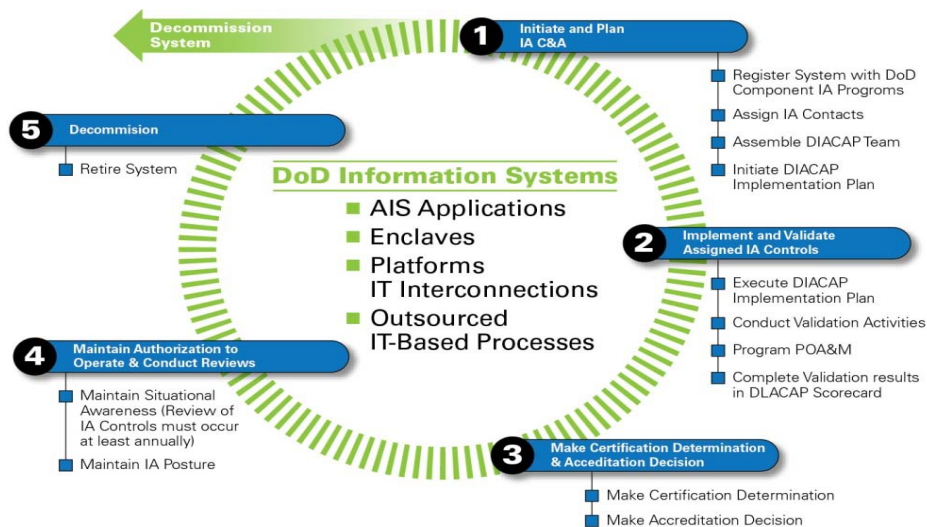 Decommission
System
1
Initiate and Plan
IA C&A
Register System with DoD
Component IA Programs
Assign IA Contacts
Assemble DIACAP Team
Initiate DIACAP
Implementation Plan
2
Implement and Validate
Assigned IA Controls
Execute DIACAP
Implementation Plan
Conduct Validation Activities
Program POA&M
Complete Validation results
in DLACAP Scorecard
3
Make Certification Determination
& Acceditation Decision
Make Certification Determination
Make Accreditation Decision
4
Maintain Authorization to
Operate & Conduct Reviews
Maintain Situational
Awareness (Review of
IA Controls must occur
at least annually)
Maintain IA Posture
5
Decommision
Retire System
DoD Information Systems
AIS Applications
Enclaves
Platforms
IT Interconnections
Outsourced
IT-Based Processes